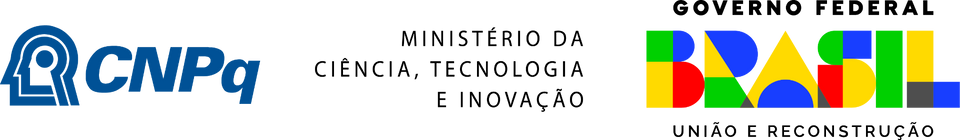 CNPq
MINISTÉRIO DA
CIÊNCIA, TECNOLOGIA
E INOVAÇÃO
GOVERNO FEDERAL
BRASIL
UNIÃO E RECONSTRUÇÃO